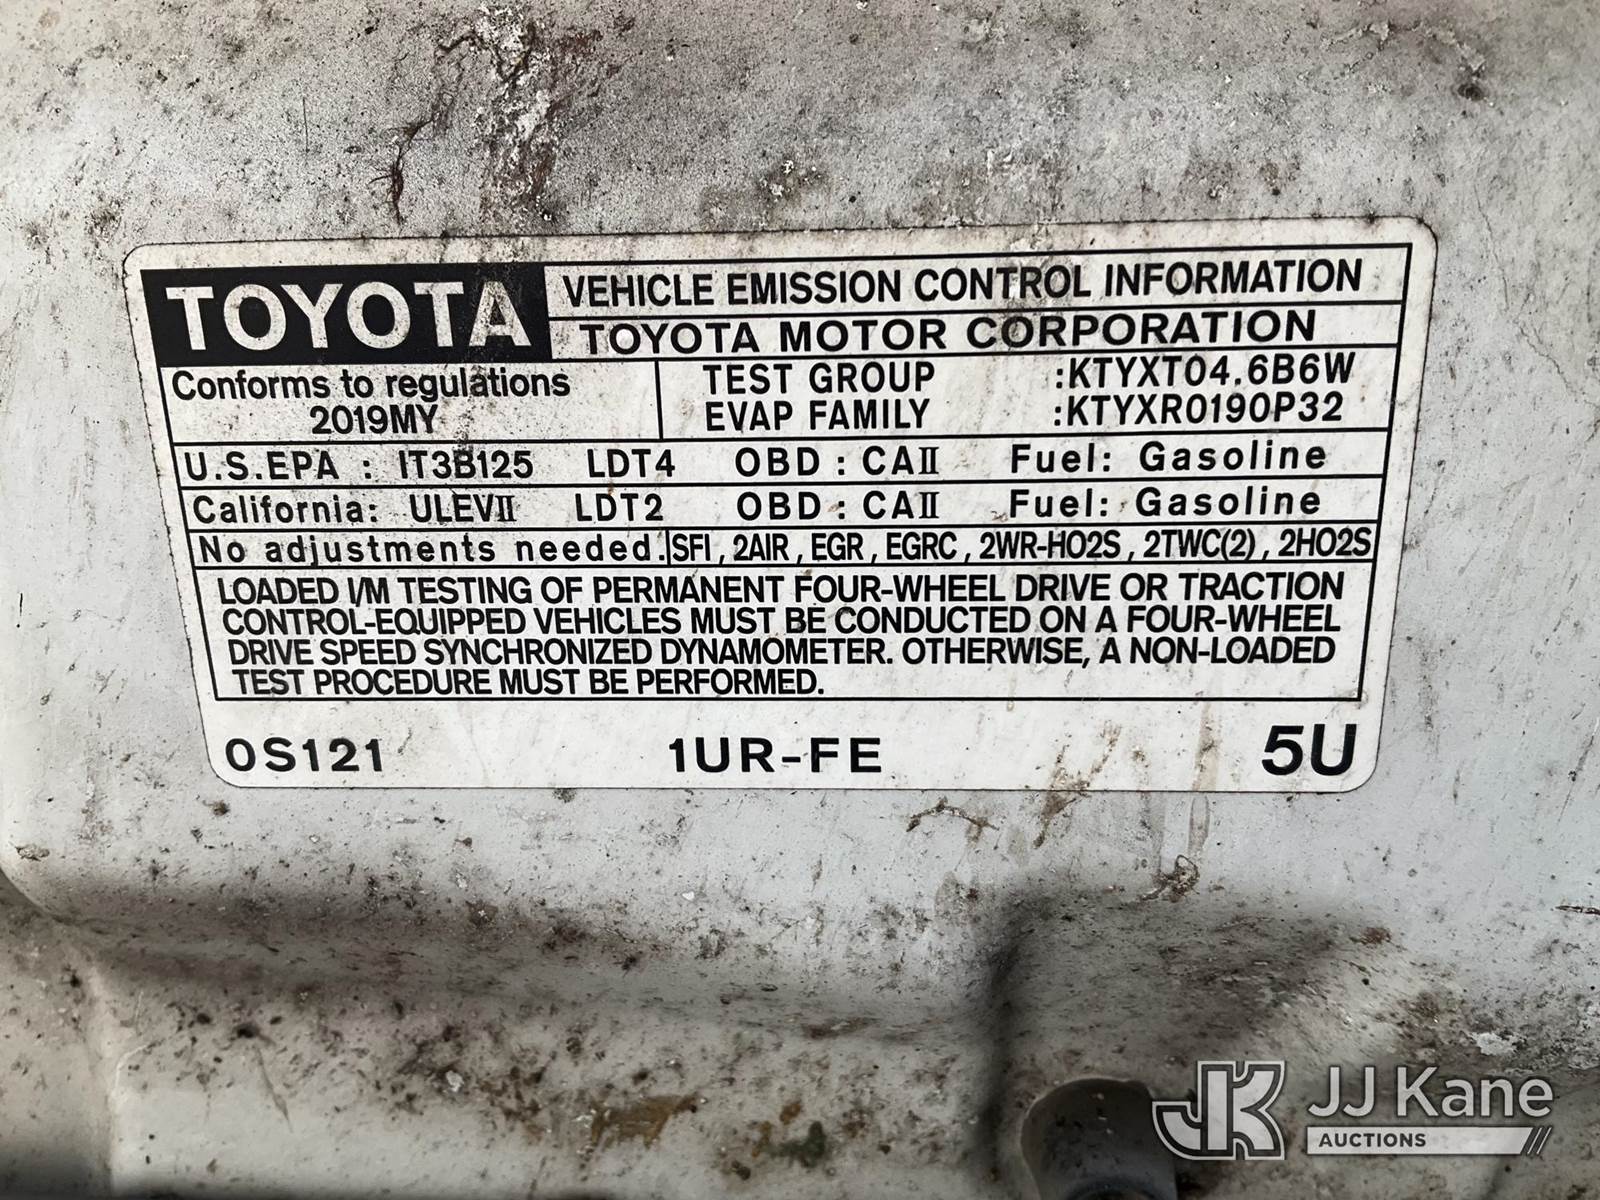 TOYOTA VEHICLE EMISSION CONTROL INFORMATION
TOYOTA MOTOR CORPORATION
Conforms to regulations
2019MY
TEST GROUP :KTYXT04.6B6W
EVAP FAMILY :KTYXR0190P32
U.S.EPA : IT3B125 LDT4 OBD : CAII Fuel: Gasoline
California: ULEVII LDT2 OBD : CAII Fuel: Gasoline
No adjustments needed. SFI , 2AIR , EGR , EGRC , 2WR-HO2S , 2TWC(2) , 2HO2S
LOADED I/M TESTING OF PERMANENT FOUR-WHEEL DRIVE OR TRACTION
CONTROL-EQUIPPED VEHICLES MUST BE CONDUCTED ON A FOUR-WHEEL
DRIVE SPEED SYNCHRONIZED DYNAMOMETER. OTHERWISE, A NON-LOADED
TEST PROCEDURE MUST BE PERFORMED.
0S121 1UR-FE 5U
JK JJ Kane
AUCTIONS